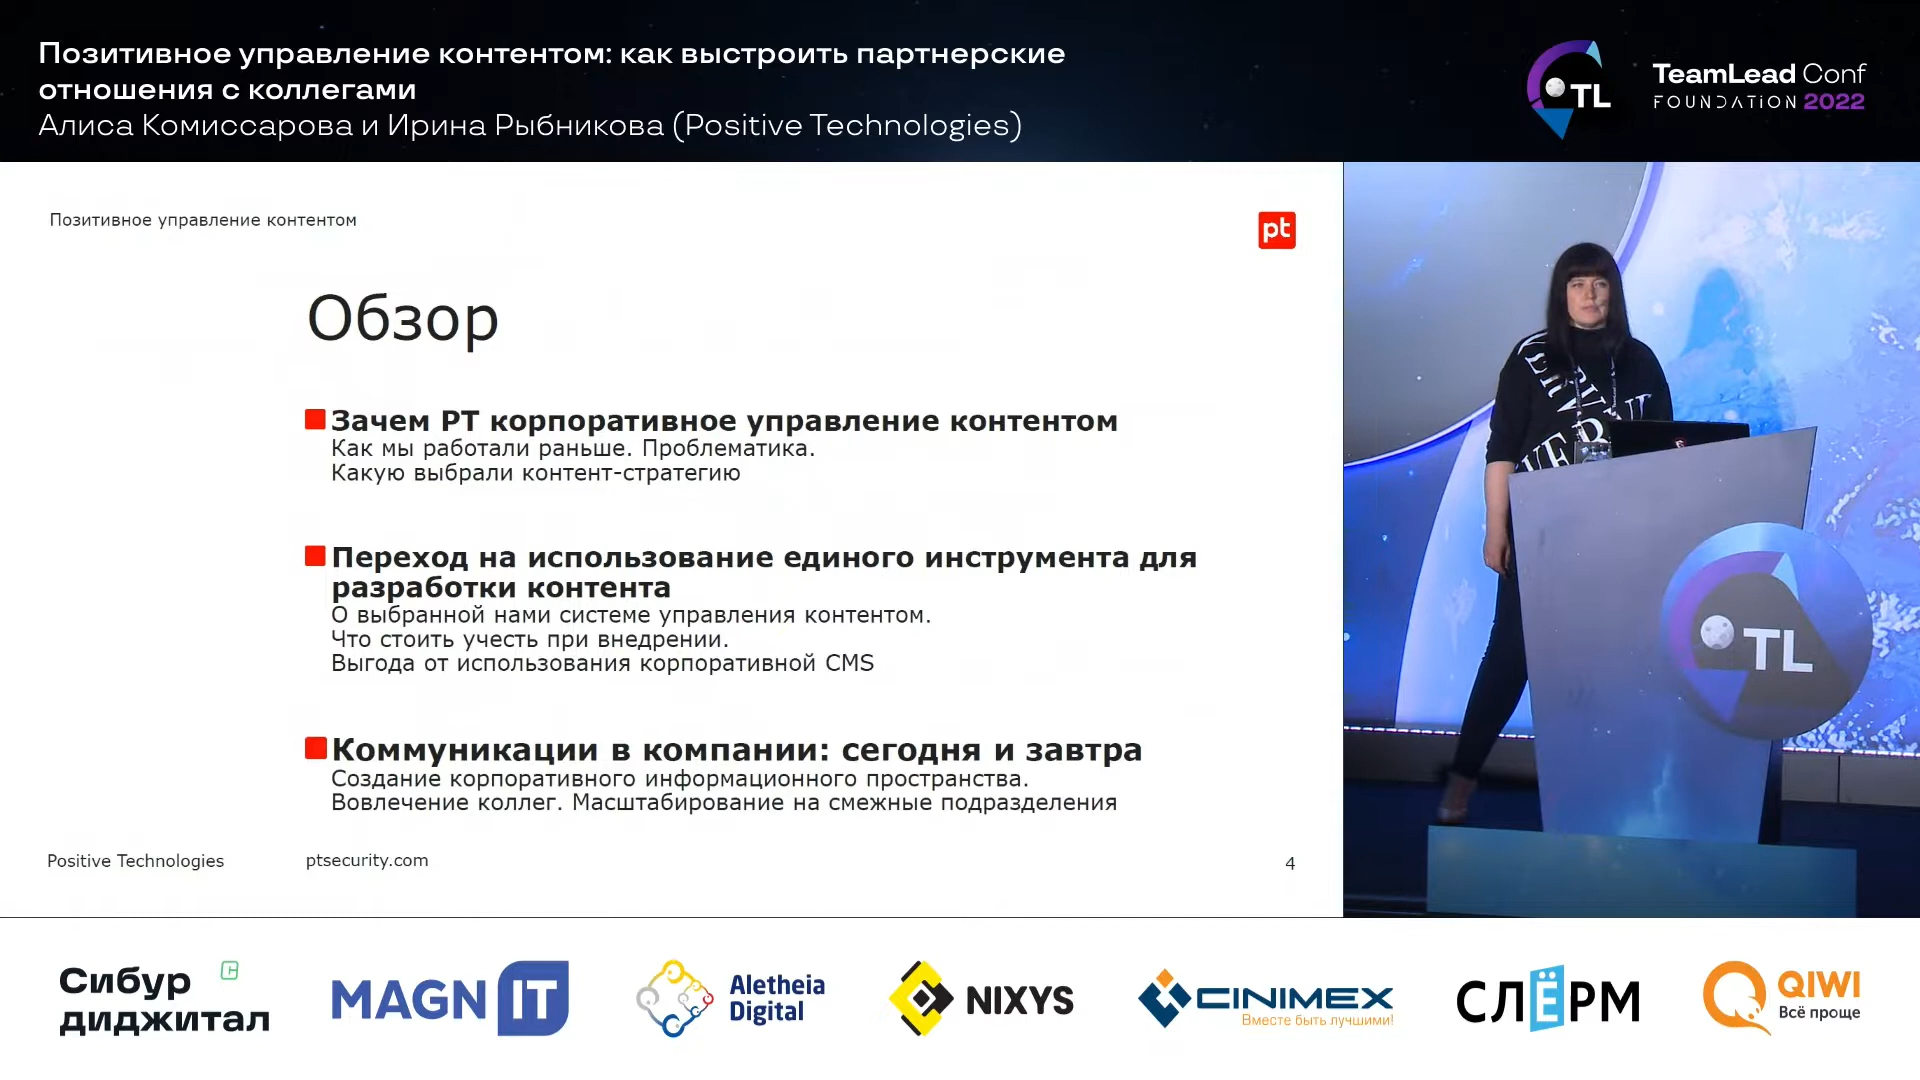 Позитивное управление контентом: как выстроить партнерские
отношения с коллегами
Алиса Комиссарова и Ирина Рыбникова (Positive Technologies)
TL
TeamLead Conf
FOUNDATION 2022
Позитивное управление контентом
pt
Обзор
Зачем PT корпоративное управление контентом
Как мы работали раньше. Проблематика.
Какую выбрали контент-стратегию
Переход на использование единого инструмента для
разработки контента
О выбранной нами системе управления контентом.
Что стоить учесть при внедрении.
Выгода от использования корпоративной CMS
Коммуникации в компании: сегодня и завтра
Создание корпоративного информационного пространства.
Вовлечение коллег. Масштабирование на смежные подразделения
Positive Technologies
ptsecurity.com
4
TL
Сибур
диджитал
MAGNIT
Aletheia
Digital
NIXYS
CINIMEX
Вместе быть лучшими!
СЛЁРМ
QIWI
Всё проще